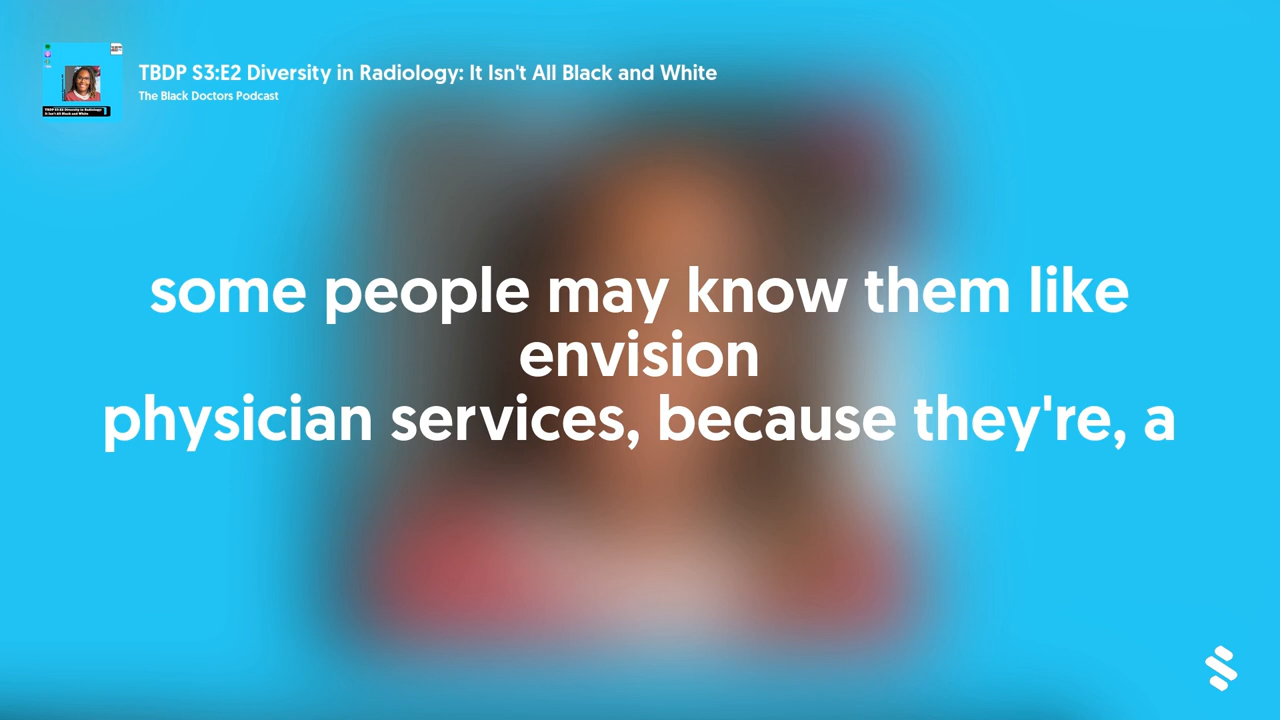 TBDP S3:E2 Diversity in Radiology: It Isn't All Black and White
The Black Doctors Podcast
some people may know them like
envision
physician services, because they're, a